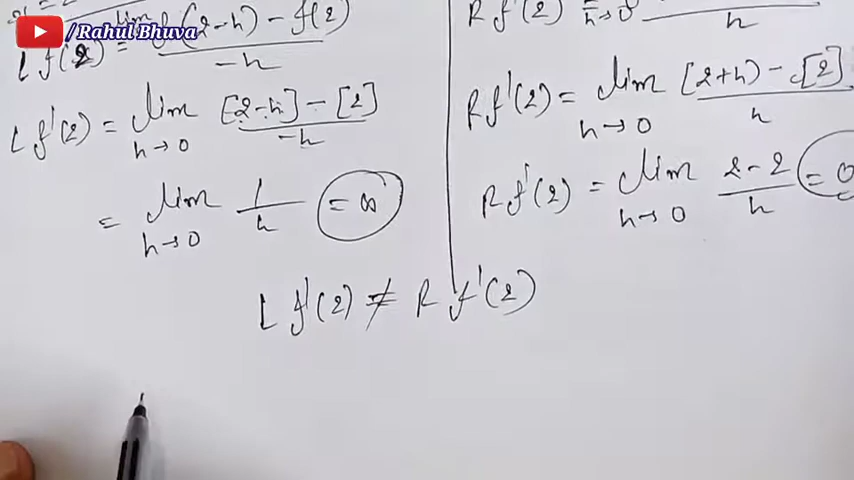 /Rahul Bhuva
Lf'(2) = lim f(2-h) - f(2) / -h
Lf'(2) = lim h→0 [2-h] - [2] / -h
= lim h→0 1/h = ∞
Rf'(2) = h→0 / h
Rf'(2) = lim h→0 [2+h) - [2] / h
Rf'(2) = lim h→0 2-2 / h = 0
Lf'(2) ≠ Rf'(2)